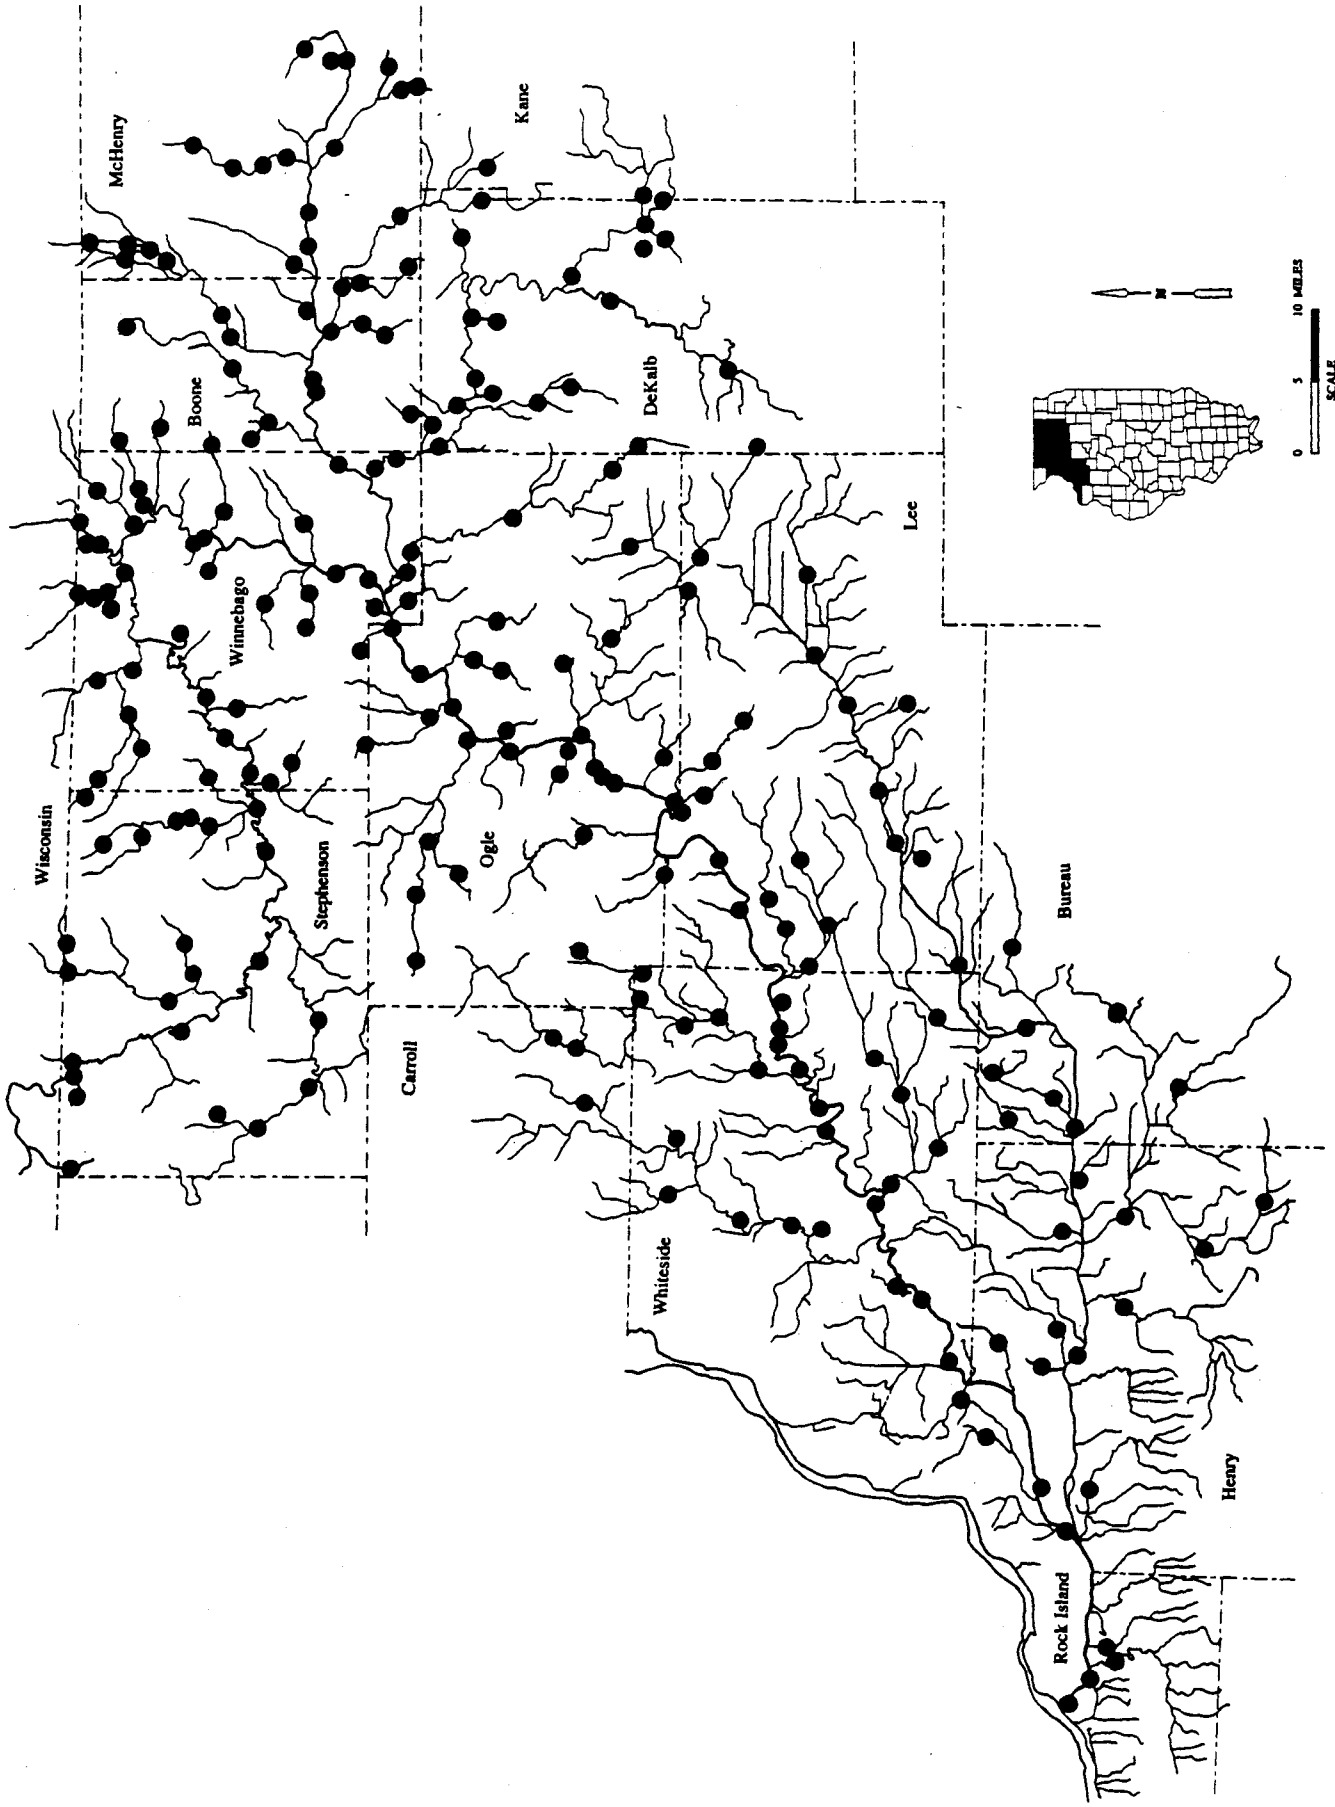 Wisconsin
McHenry
Boone
Winnebago
Stephenson
Kane
DeKalb
Ogle
Carroll
Lee
Whiteside
Bureau
Rock Island
Henry
N
0 5 10 MILES
SCALE